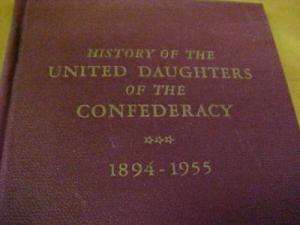 HISTORY OF THE
UNITED DAUGHTERS
OF THE
CONFEDERACY
1894-1955